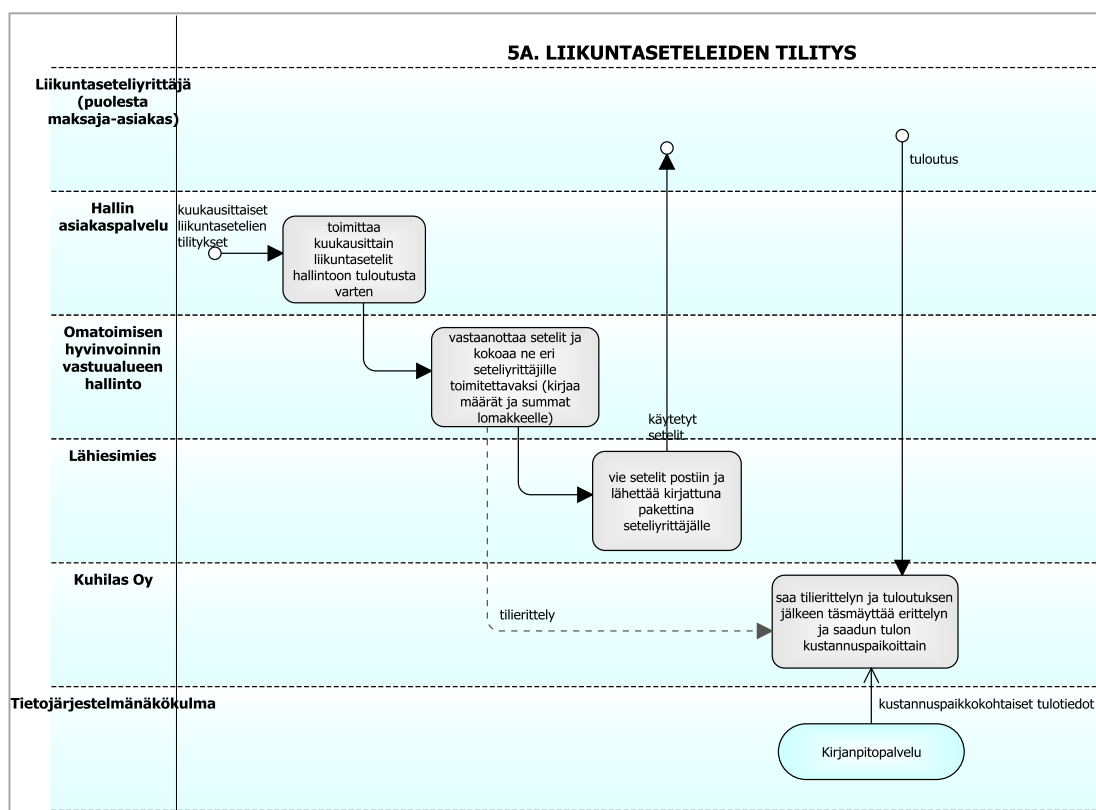 5A. LIIKUNTASETELEIDEN TILITYS
Liikuntaseteliyrittäjä
(puolesta
maksaja-asiakas)
tuloutus
Hallin
asiakaspalvelu
kuukausittaiset
liikuntasetelien
tilitykset
toimittaa
kuukausittain
liikuntasetelit
hallintoon tuloutusta
varten
Omatoimisen
hyvinvoinnin
vastuualueen
hallinto
vastaanottaa setelit ja
kokoaa ne eri
seteliyrittäjille
toimitettavaksi (kirjaa
määrät ja summat
lomakkeelle)
käytetyt
setelit
Lähiesimies
vie setelit postiin ja
lähettää kirjattuna
pakettina
seteliyrittäjälle
Kuhilas Oy
tilierittely
saa tilierittelyn ja tuloutuksen
jälkeen täsmäyttää erittelyn
ja saadun tulon
kustannuspaikoittain
Tietojärjestelmänäkökulma
kustannuspaikkokohtaiset tulotiedot
Kirjanpitopalvelu